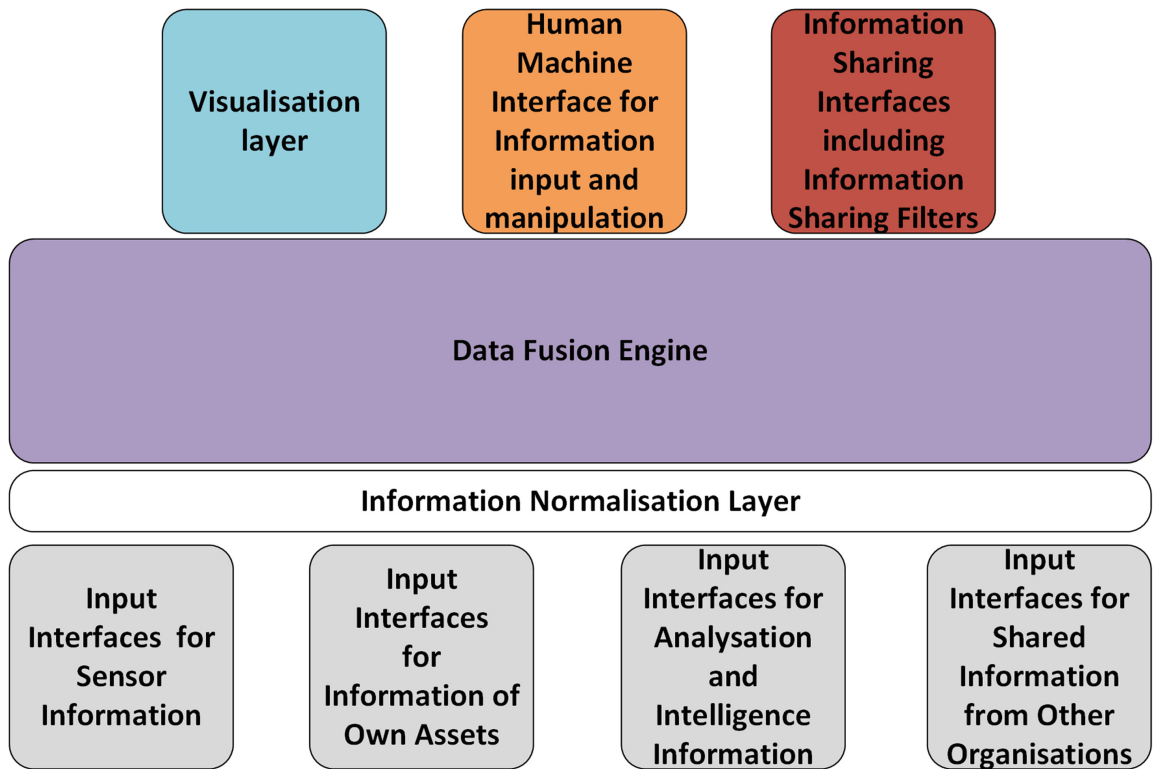 Visualisation
layer
Human
Machine
Interface for
Information
input and
manipulation
Information
Sharing
Interfaces
including
Information
Sharing Filters
Data Fusion Engine
Information Normalisation Layer
Input
Interfaces  for
Sensor
Information
Input
Interfaces
for
Information of
Own Assets
Input
Interfaces for
Analysation
and
Intelligence
Information
Input
Interfaces for
Shared
Information
from Other
Organisations